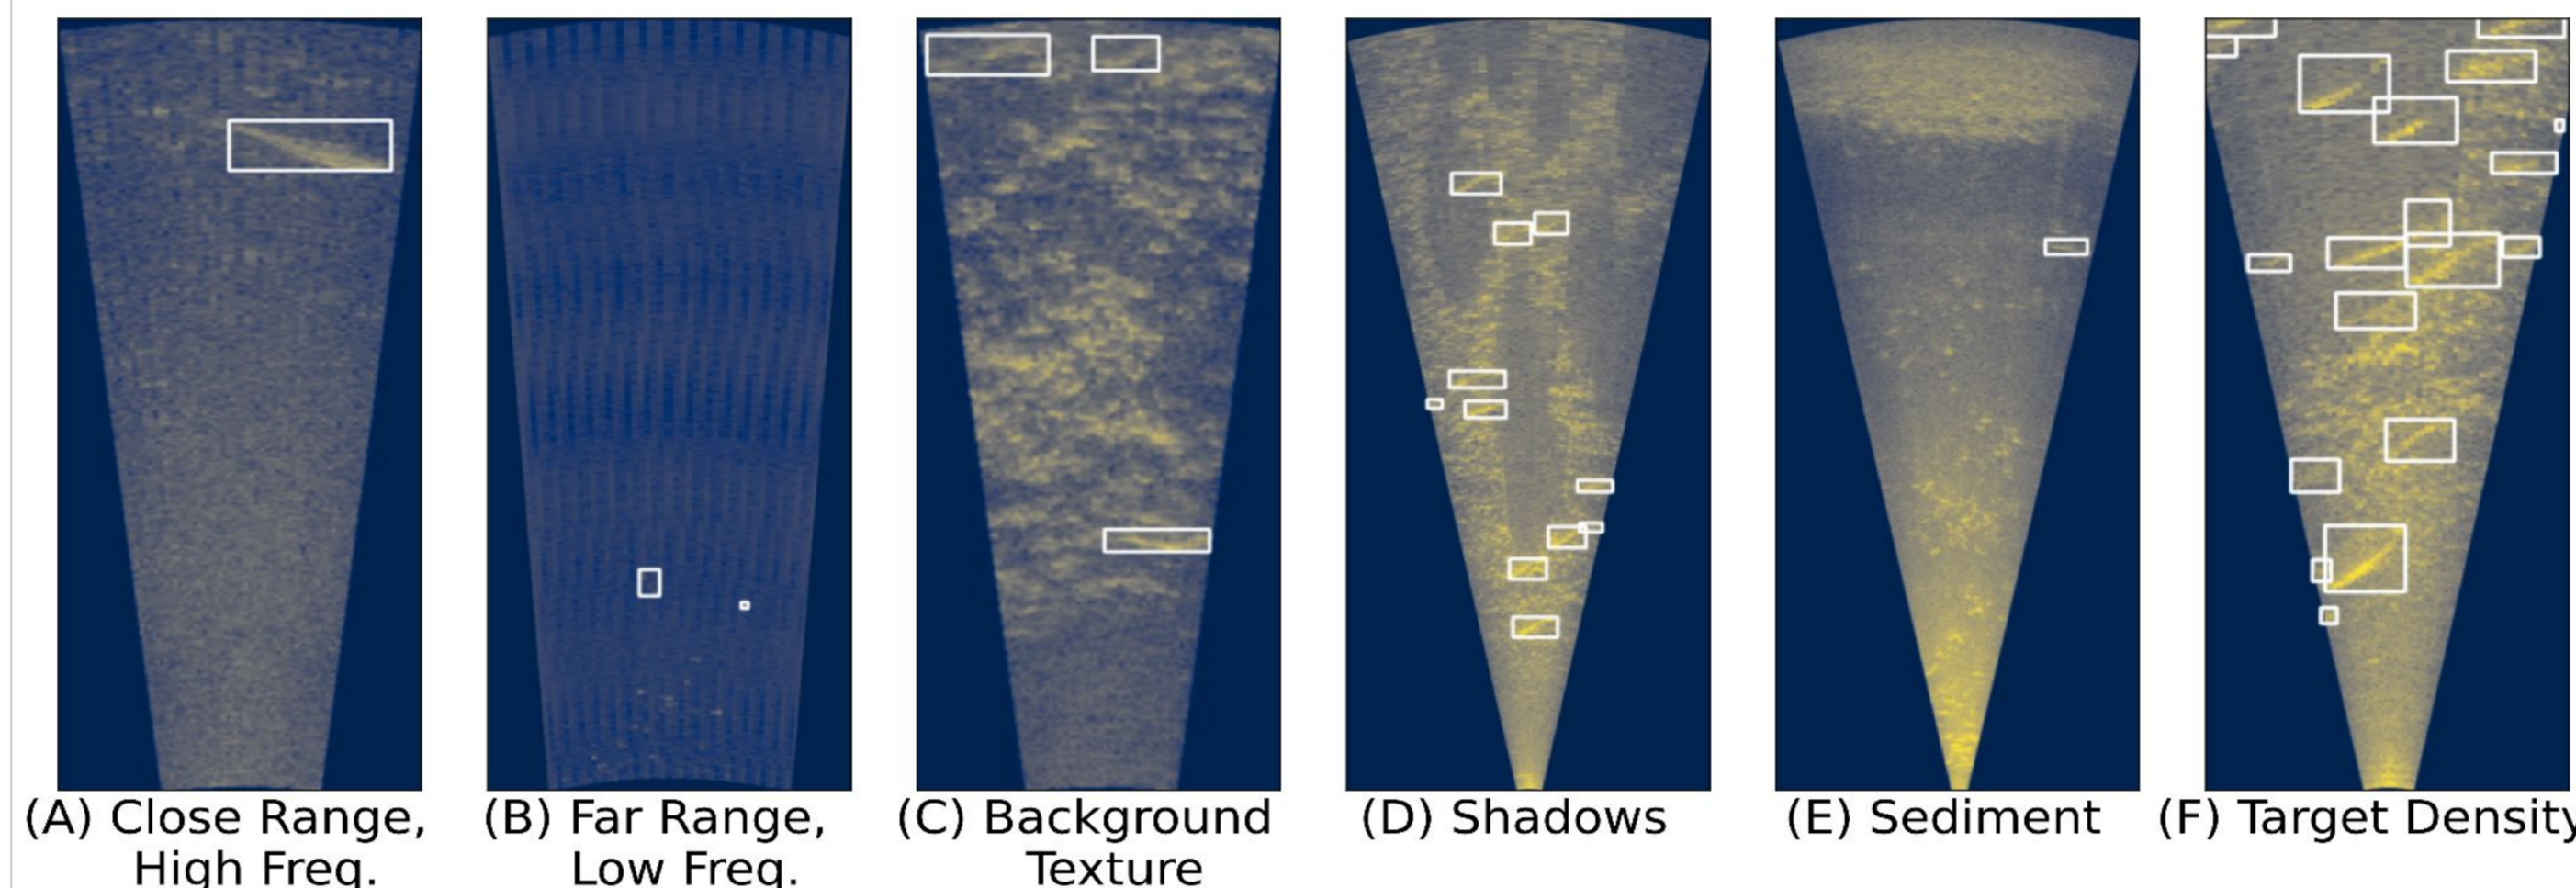 (A) Close Range,
High Freq.
(B) Far Range,
Low Freq.
(C) Background
Texture
(D) Shadows
(E) Sediment
(F) Target Density